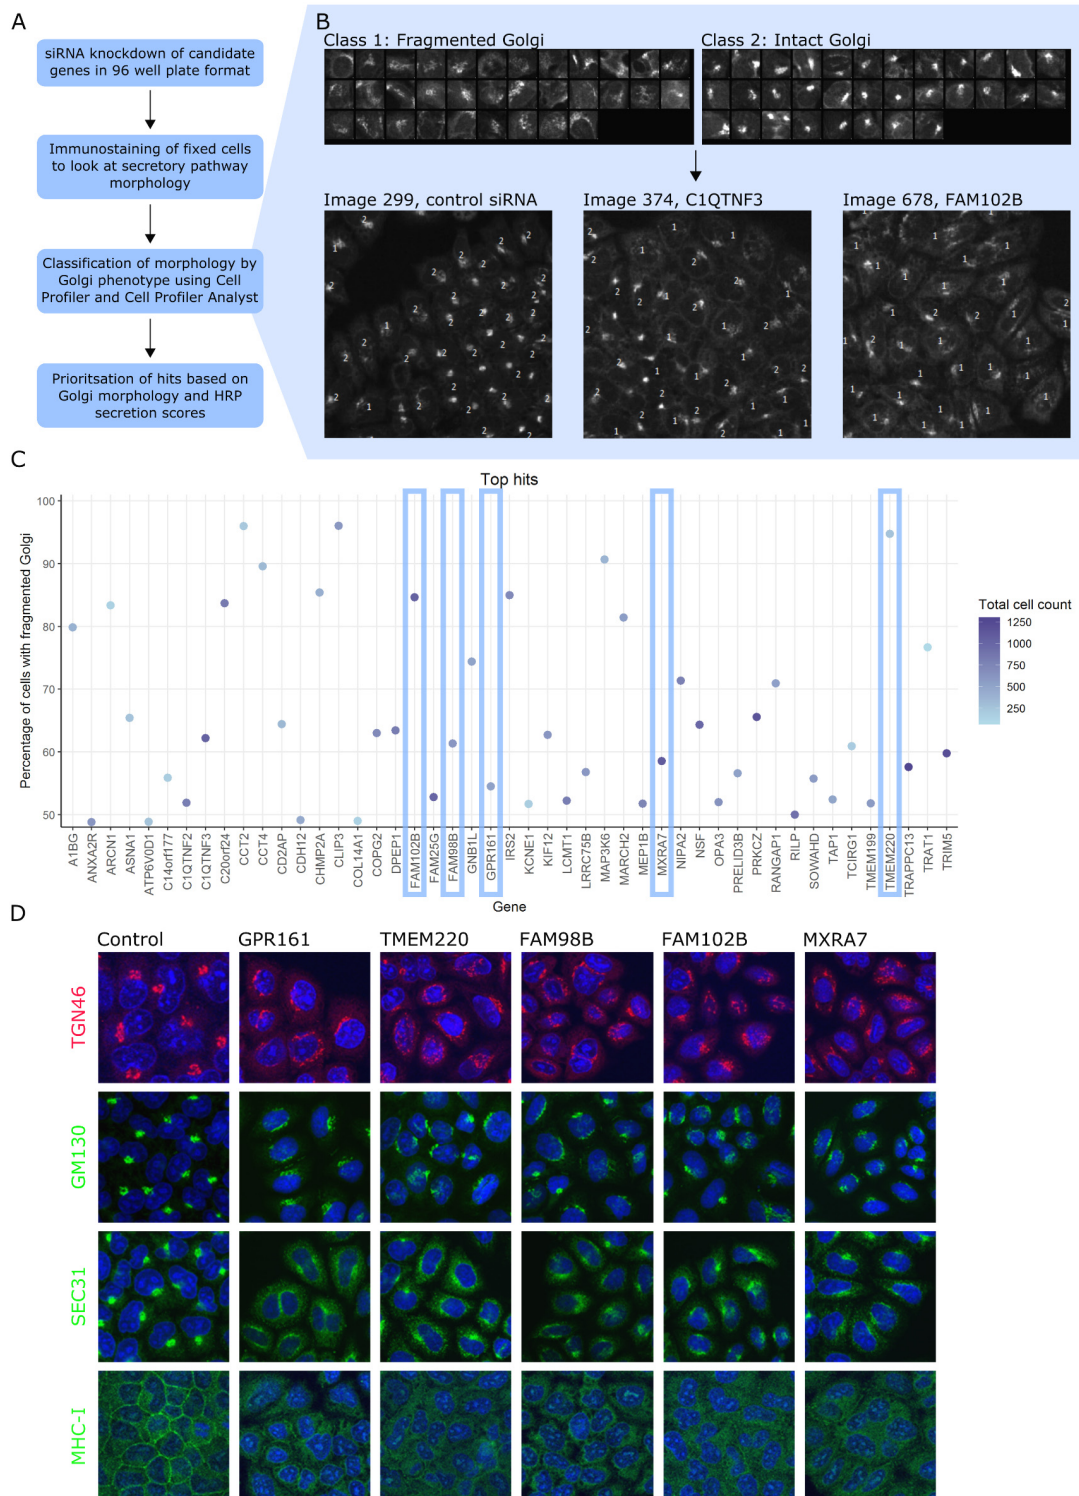 A
siRNA knockdown of candidate
genes in 96 well plate format
Immunostaining of fixed cells
to look at secretory pathway
morphology
Classification of morphology by
Golgi phenotype using Cell
Profiler and Cell Profiler Analyst
Prioritsation of hits based on
Golgi morphology and HRP
secretion scores
B
Class 1: Fragmented Golgi
Class 2: Intact Golgi
Image 299, control siRNA
Image 374, C1QTNF3
Image 678, FAM102B
C
Top hits
Percentage of cells with fragmented Golgi
100
90
80
70
60
50
A1BG
ANXA2R
ARCN1
ASNA1
ATP6V0D1
C14orf177
C1QTNF2
C1QTNF3
C20orf24
CCT2
CCT4
CD2AP
CDH12
CHMP2A
CLIP3
COL14A1
COPG2
DPEP1
FAM102B
FAM25G
FAM98B
GNB1L
GPR161
IRS2
KCNE1
KIF12
LCMT1
LRRC75B
MAP3K6
MARCH2
MEP1B
MXRA7
NIPA2
NSF
OPA3
PRELID3B
PRKCZ
RANGAP1
RILP
SOWAHD
TAP1
TCIRG1
TMEM199
TMEM220
TRAPPC13
TRAT1
TRIM5
Gene
Total cell count
1250
1000
750
500
250
D
Control
GPR161
TMEM220
FAM98B
FAM102B
MXRA7
TGN46
GM130
SEC31
MHC-I